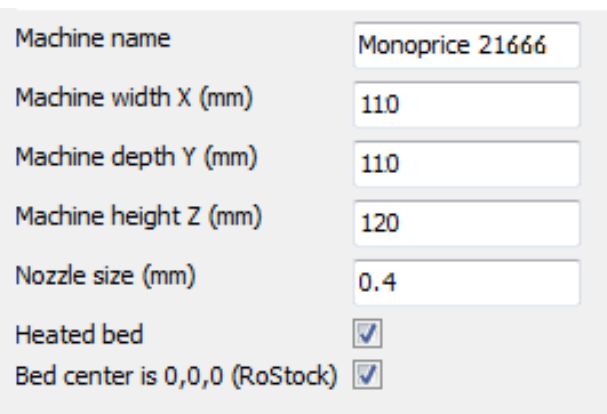 Machine name Monoprice 21666
Machine width X (mm) 110
Machine depth Y (mm) 110
Machine height Z (mm) 120
Nozzle size (mm) 0.4
Heated bed
Bed center is 0,0,0 (RoStock)